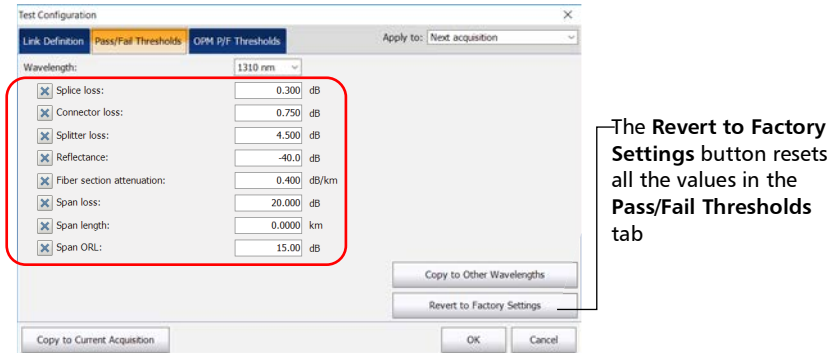 Test Configuration
Link Definition Pass/Fail Thresholds OPM P/F Thresholds Apply to: Next acquisition
Wavelength: 1310 nm
Splice loss: 0.300 dB
Connector loss: 0.750 dB
Splitter loss: 4.500 dB
Reflectance: -40.0 dB
Fiber section attenuation: 0.400 dB/km
Span loss: 20.000 dB
Span length: 0.0000 km
Span ORL: 15.00 dB
Copy to Other Wavelengths
Revert to Factory Settings
Copy to Current Acquisition OK Cancel
The Revert to Factory
Settings button resets
all the values in the
Pass/Fail Thresholds
tab